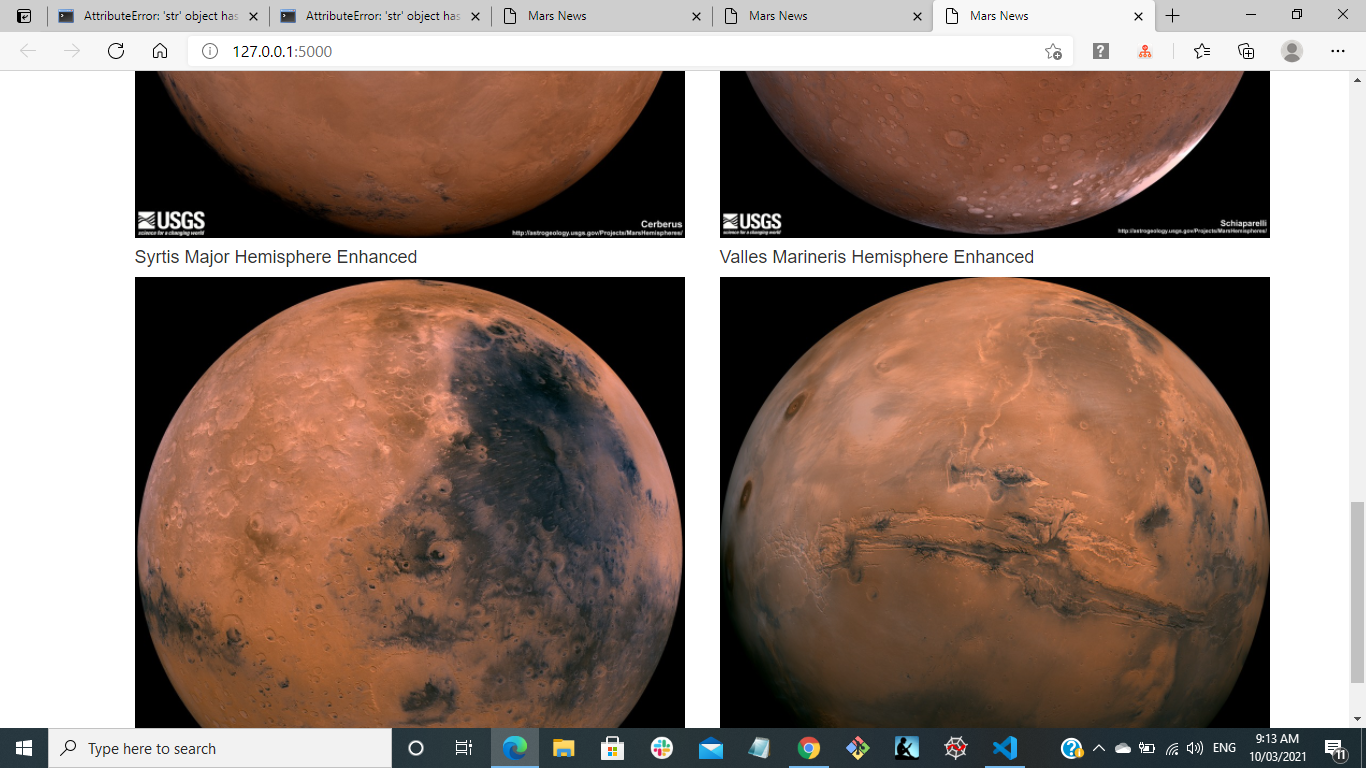 AttributeError: 'str' object has
AttributeError: 'str' object has
Mars News
Mars News
Mars News
127.0.0.1:5000
USGS
science for a changing world
Cerberus
http://astrogeology.usgs.gov/Projects/MarsHemispheres/
USGS
science for a changing world
Schiaparelli
http://astrogeology.usgs.gov/Projects/MarsHemispheres/
Syrtis Major Hemisphere Enhanced
Valles Marineris Hemisphere Enhanced
Type here to search
ENG
9:13 AM
10/03/2021
11